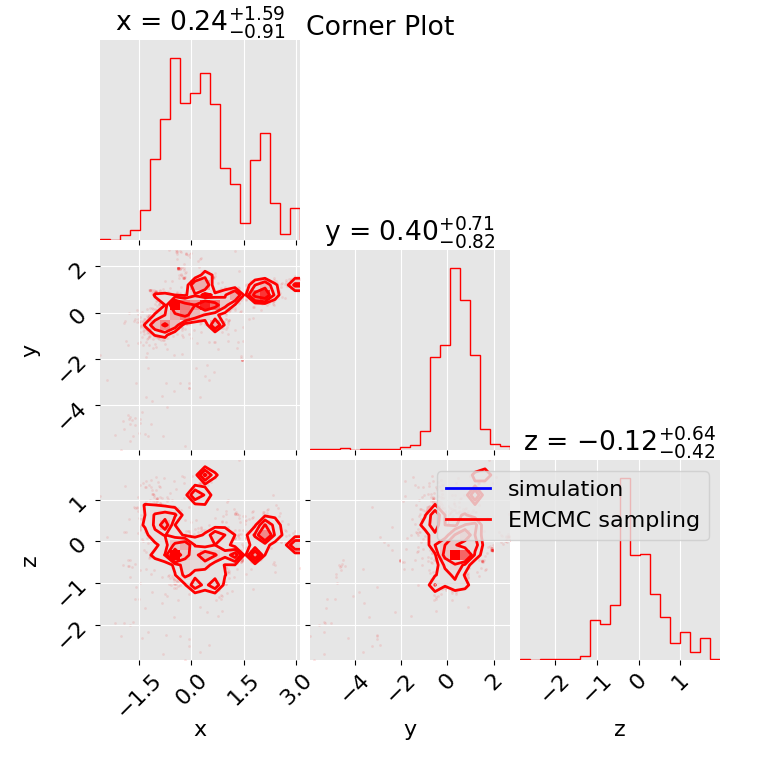 x = 0.24+1.59−0.91
Corner Plot
y = 0.40+0.71−0.82
2
0
−2
−4
y
z = −0.12+0.64−0.42
simulation
EMCMC sampling
1
0
−1
−2
z
−1.5 0.0 1.5 3.0
−4 −2 0 2
−2 −1 0 1
x
y
z